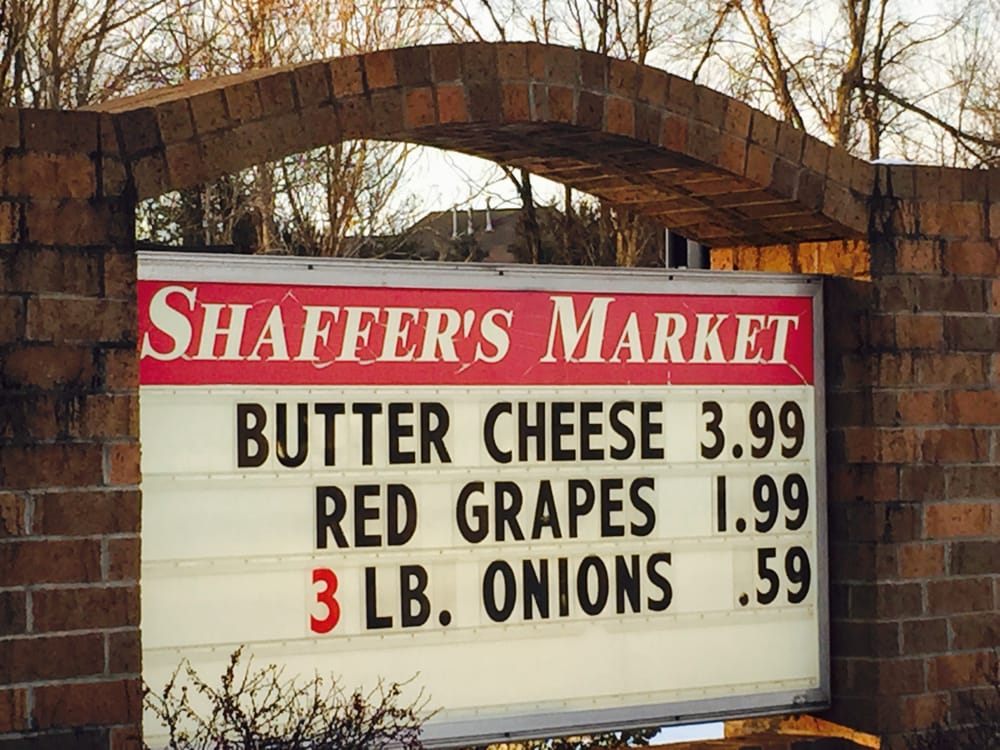 SHAFFER'S MARKET
BUTTER CHEESE 3.99
RED GRAPES 1.99
3 LB. ONIONS .59